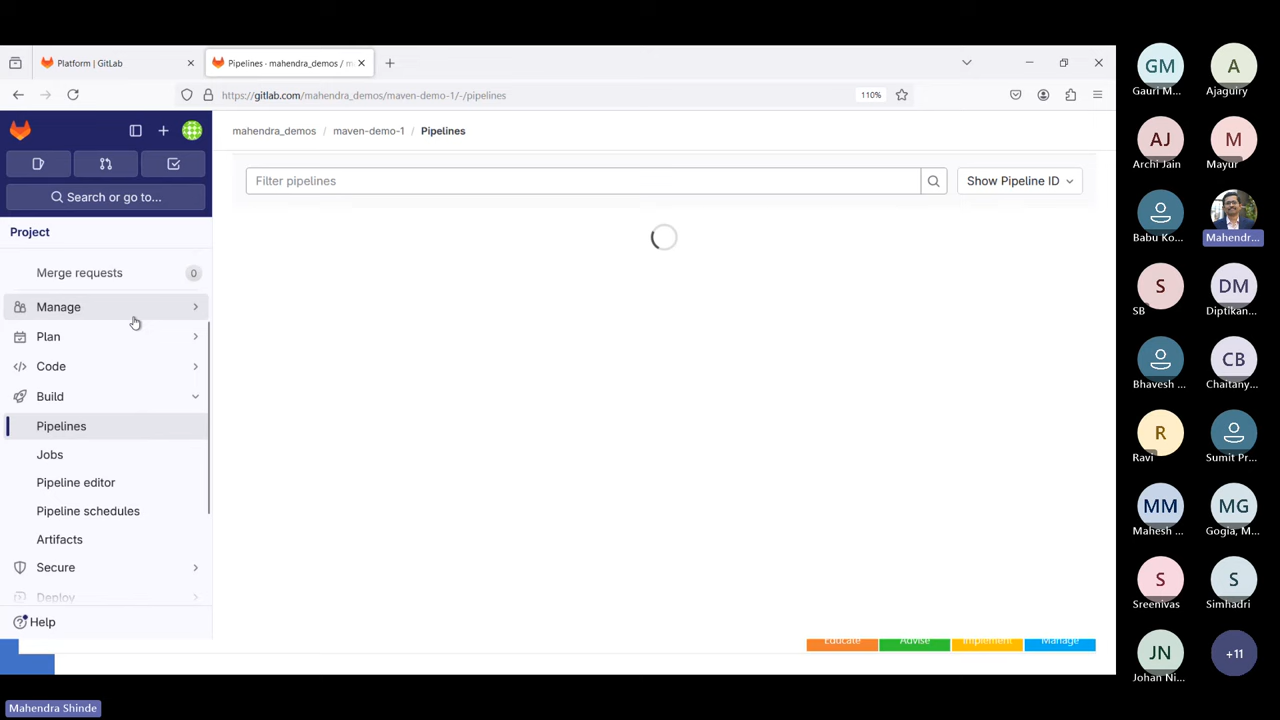 Platform | GitLab
Pipelines - mahendra_demos / m
https://gitlab.com/mahendra_demos/maven-demo-1/-/pipelines
110%
mahendra_demos / maven-demo-1 / Pipelines
Search or go to...
Filter pipelines
Show Pipeline ID
Project
Merge requests
0
Manage
Plan
Code
Build
Pipelines
Jobs
Pipeline editor
Pipeline schedules
Artifacts
Secure
Deploy
Help
Educate
Advise
Implement
Manage
Mahendra Shinde
GM
Gauri M...
A
Ajaguiry
AJ
Archi Jain
M
Mayur
Babu Ko...
Mahendr...
S
SB
DM
Diptikan...
Bhavesh ...
CB
Chaitany...
R
Ravi
Sumit Pr...
MM
Mahesh ...
MG
Gogia, M...
S
Sreenivas
S
Simhadri
JN
Johan Ni...
+11